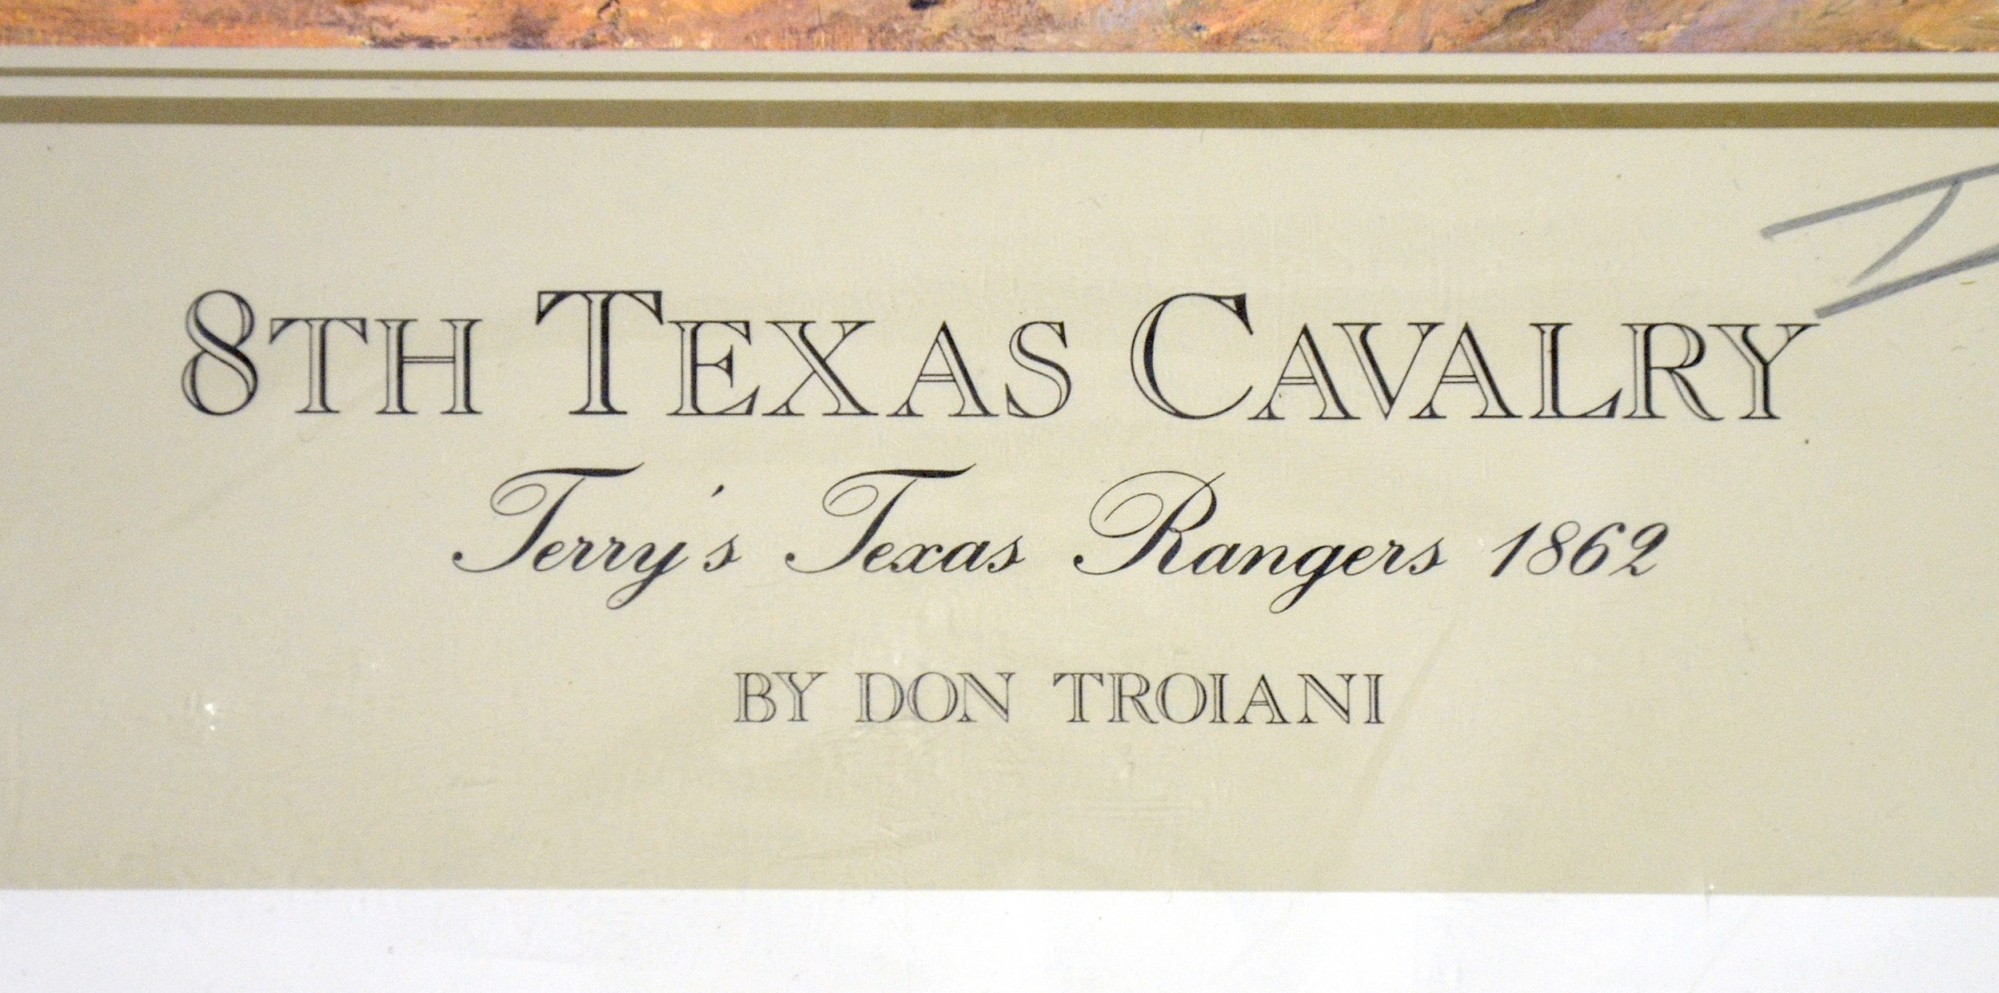 8TH TEXAS CAVALRY
Terry's Texas Rangers 1862
BY DON TROIANI